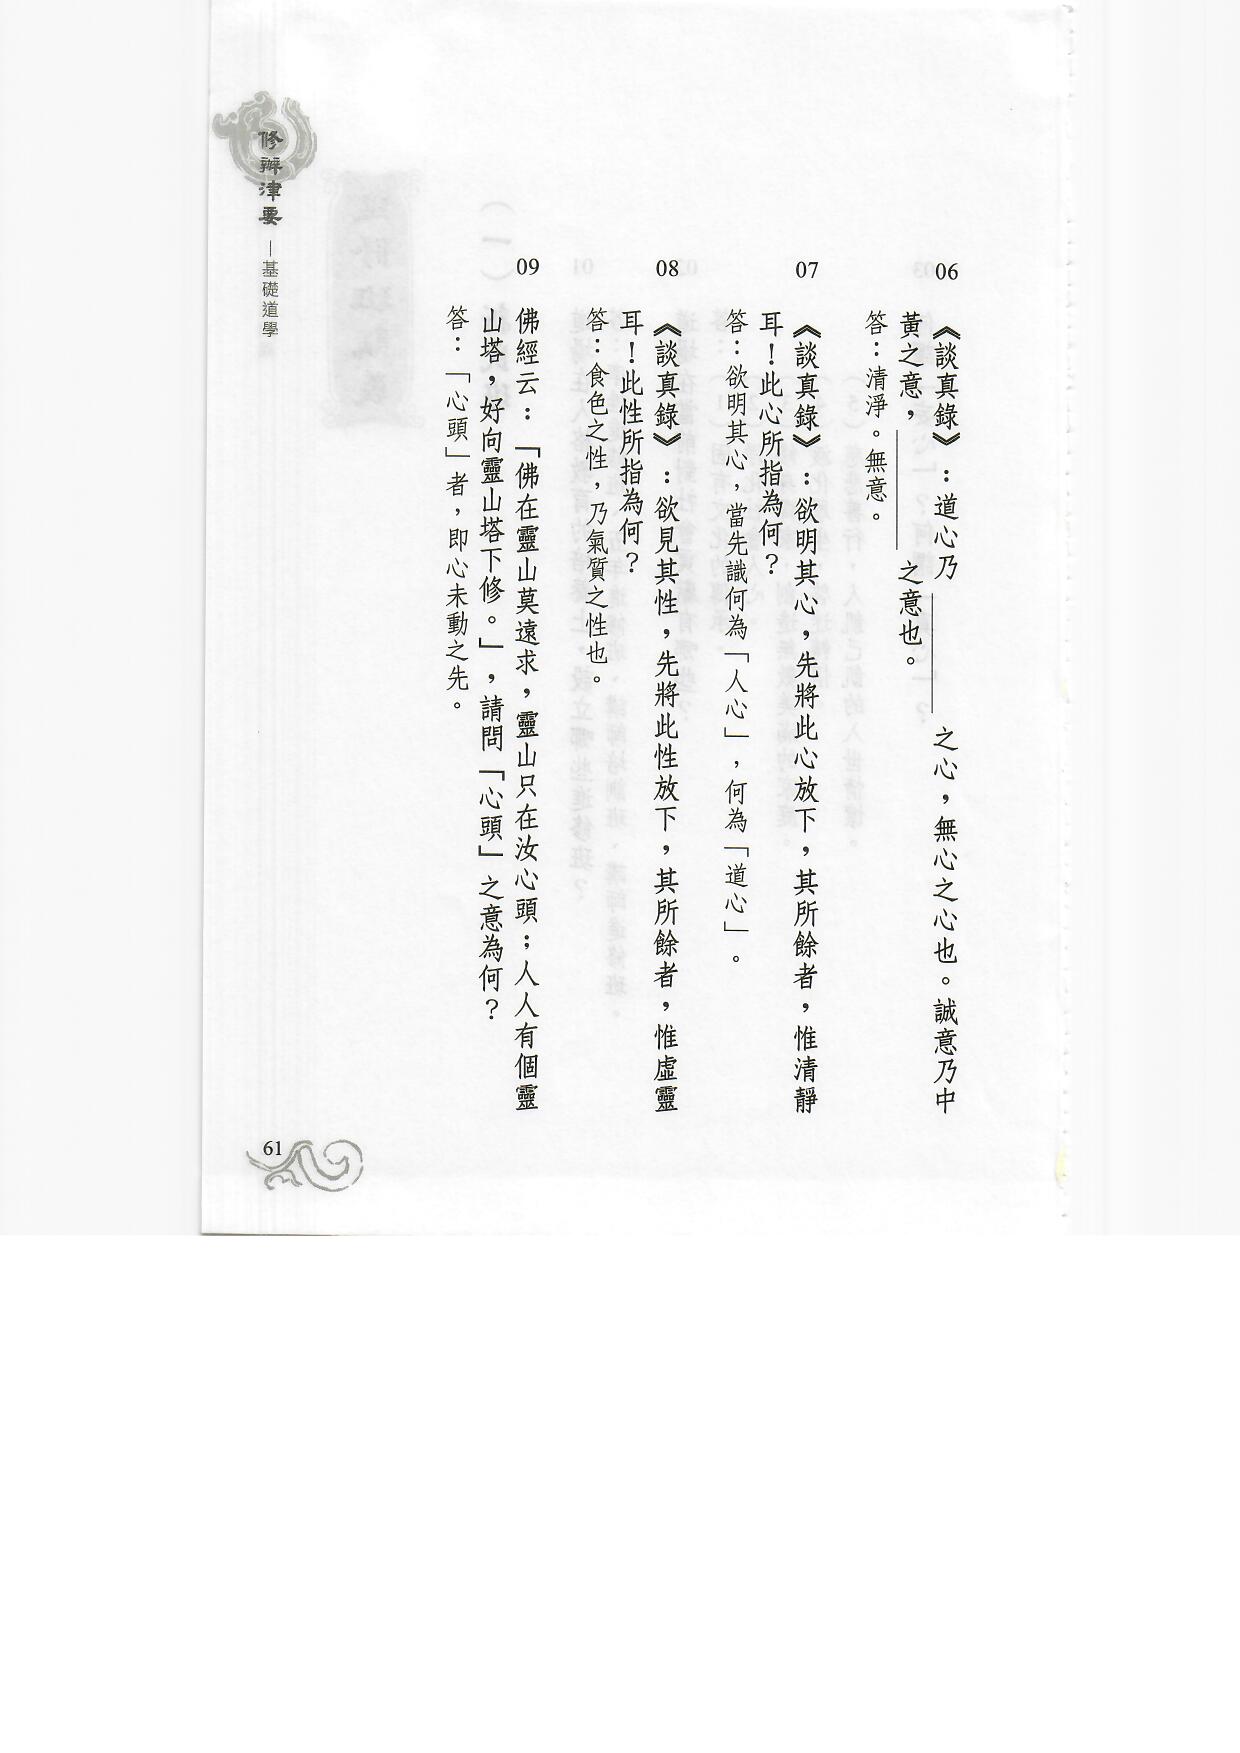 修辦津要
—基礎道學
06
《談真錄》:道心乃＿＿＿＿之心,無心之心也。誠意乃中
黃之意,＿＿＿＿之意也。
答:清淨。無意。
07
《談真錄》:欲明其心,先將此心放下,其所餘者,惟清靜
耳!此心所指為何?
答:欲明其心,當先識何為「人心」,何為「道心」。
08
《談真錄》:欲見其性,先將此性放下,其所餘者,惟虛靈
耳!此性所指為何?
答:食色之性,乃氣質之性也。
09
佛經云:「佛在靈山莫遠求,靈山只在汝心頭;人人有個靈
山塔,好向靈山塔下修。」,請問「心頭」之意為何?
答:「心頭」者,即心未動之先。
61